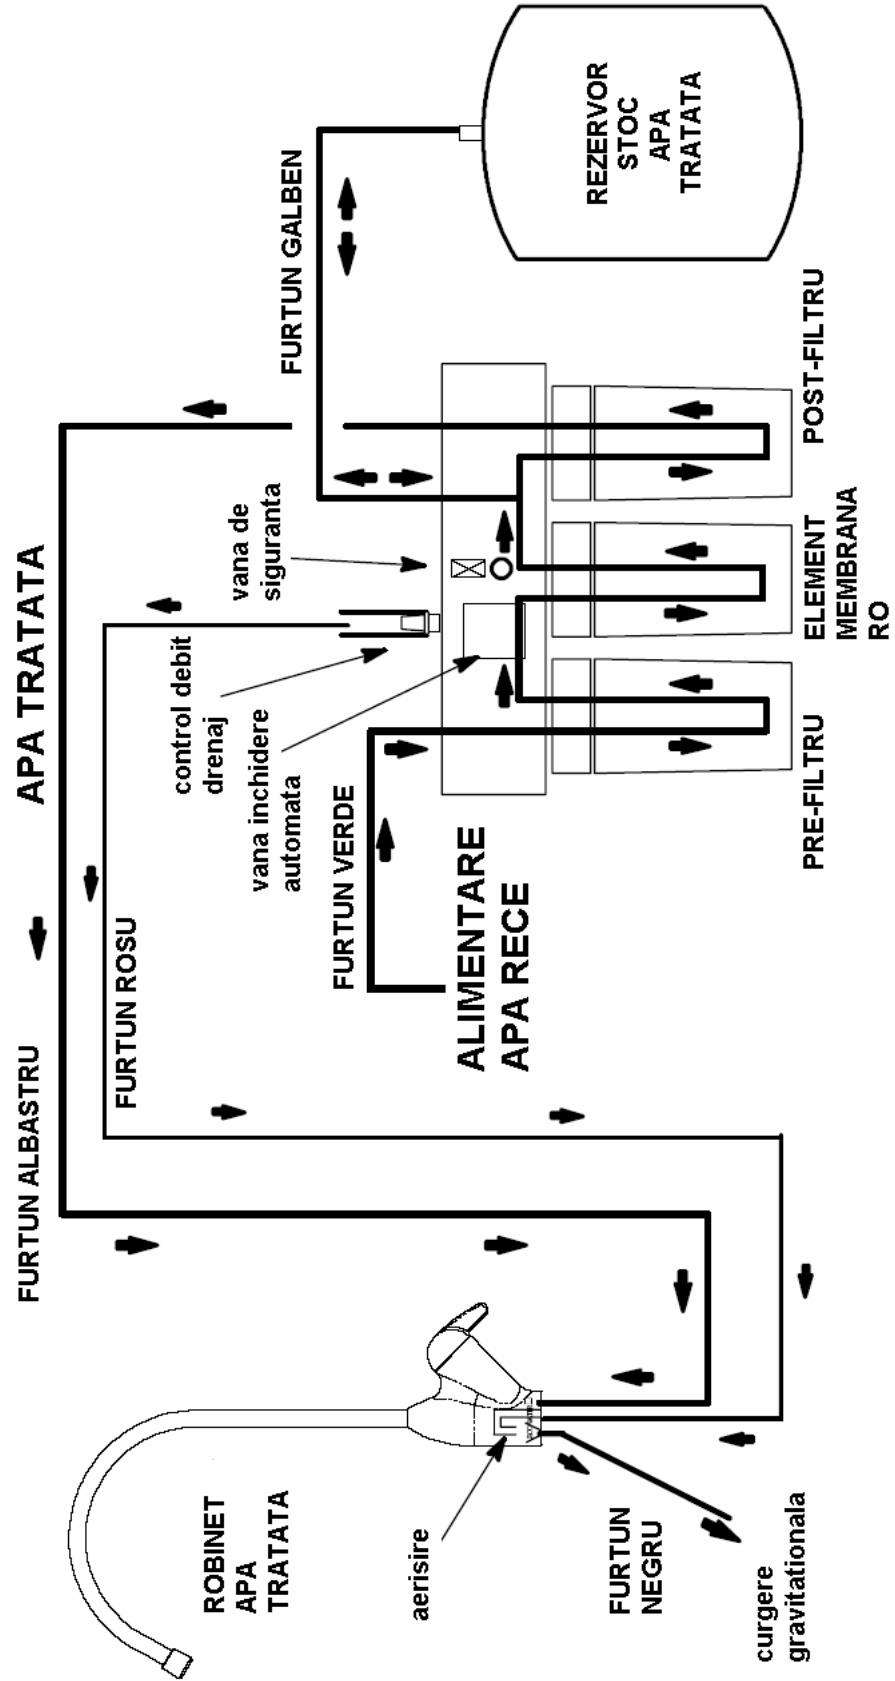 APA TRATATA
FURTUN ALBASTRU
FURTUN ROSU
FURTUN GALBEN
vana de
siguranta
control debit
drenaj
vana inchidere
automata
FURTUN VERDE
ALIMENTARE
APA RECE
REZERVOR
STOC
APA
TRATATA
PRE-FILTRU
ELEMENT
MEMBRANA
RO
POST-FILTRU
ROBINET
APA
TRATATA
aerisire
FURTUN
NEGRU
curgere
gravitationala